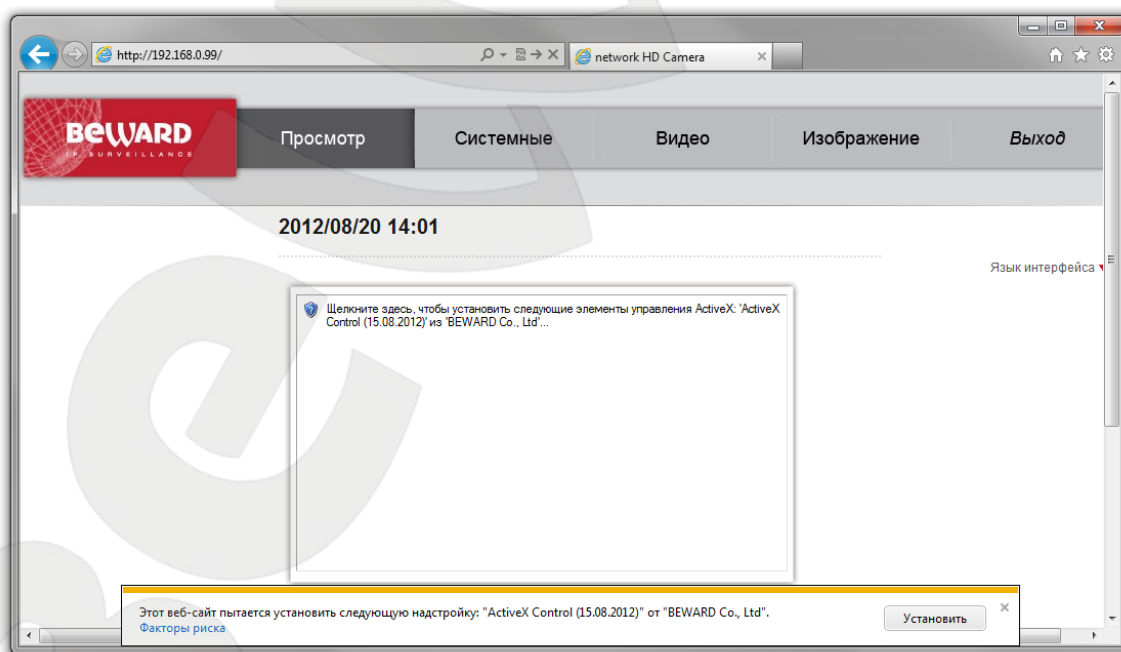 http://192.168.0.99/
network HD Camera
BEWARD
IP SURVEILLANCE
Просмотр
Системные
Видео
Изображение
Выход
2012/08/20 14:01
Язык интерфейса
Щелкните здесь, чтобы установить следующие элементы управления ActiveX: 'ActiveX
Control (15.08.2012)' из 'BEWARD Co., Ltd'...
Этот веб-сайт пытается установить следующую надстройку: "ActiveX Control (15.08.2012)" от "BEWARD Co., Ltd".
Факторы риска
Установить